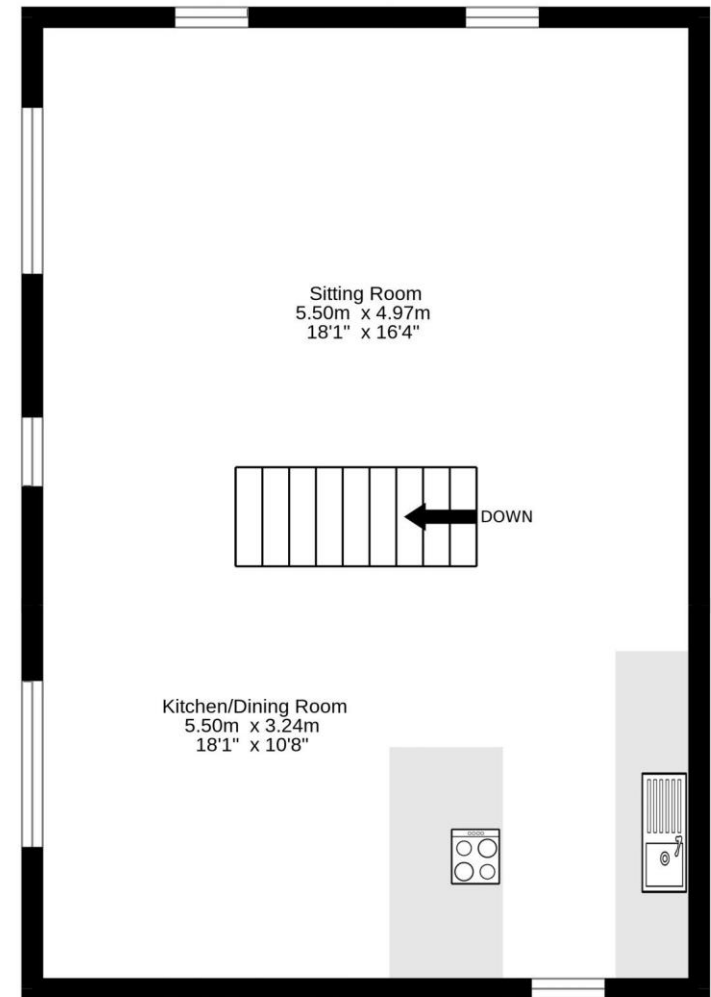 Sitting Room
5.50m x 4.97m
18'1" x 16'4"
DOWN
Kitchen/Dining Room
5.50m x 3.24m
18'1" x 10'8"